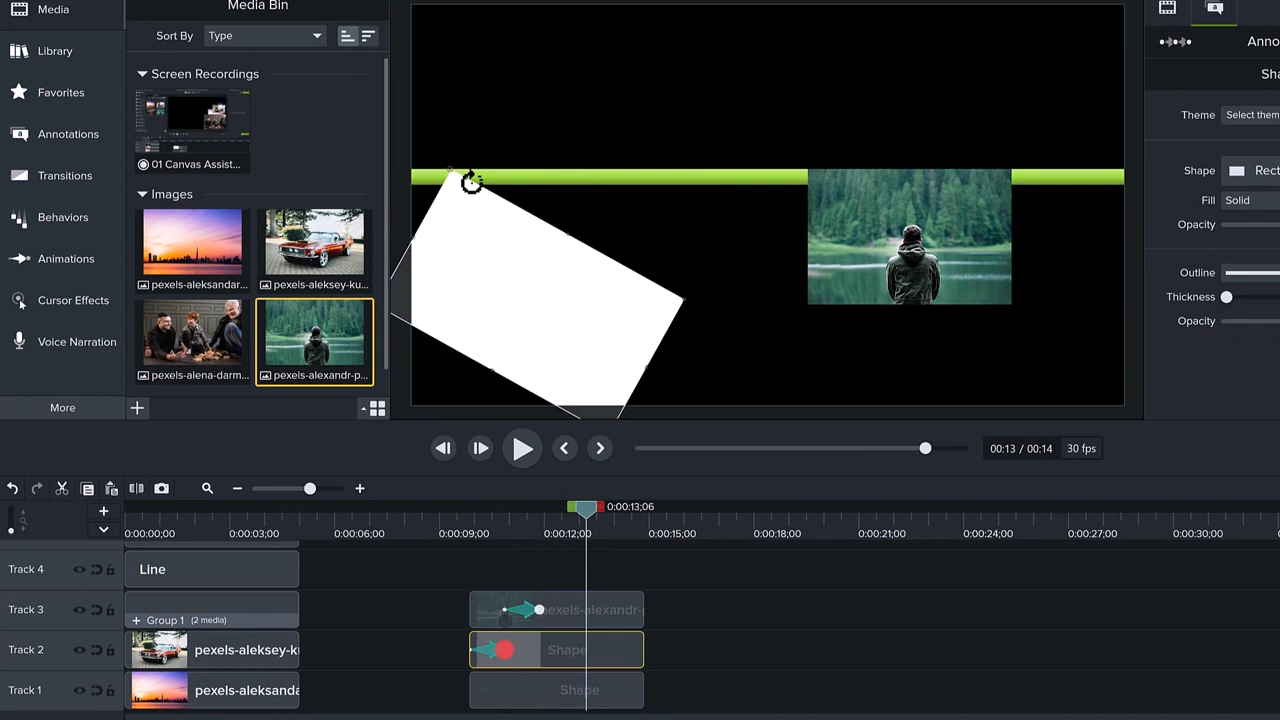 Media
Library
Favorites
Annotations
Transitions
Behaviors
Animations
Cursor Effects
Voice Narration
More
Media Bin
Sort By
Type
Screen Recordings
01 Canvas Assist...
Images
pexels-aleksandar...
pexels-aleksey-ku...
pexels-alena-darm...
pexels-alexandr-p...
Anno
Sha
Theme
Select them
Shape
Rect
Fill
Solid
Opacity
Outline
Thickness
Opacity
00:13 / 00:14
30 fps
0:00:13;06
0:00:00;00
0:00:03;00
0:00:06;00
0:00:09;00
0:00:12;00
0:00:15;00
0:00:18;00
0:00:21;00
0:00:24;00
0:00:27;00
0:00:30;00
Track 4
Line
Track 3
+ Group 1 (2 media)
pexels-alexandr-
Track 2
pexels-aleksey-k
Shape
Track 1
pexels-aleksanda
Shape